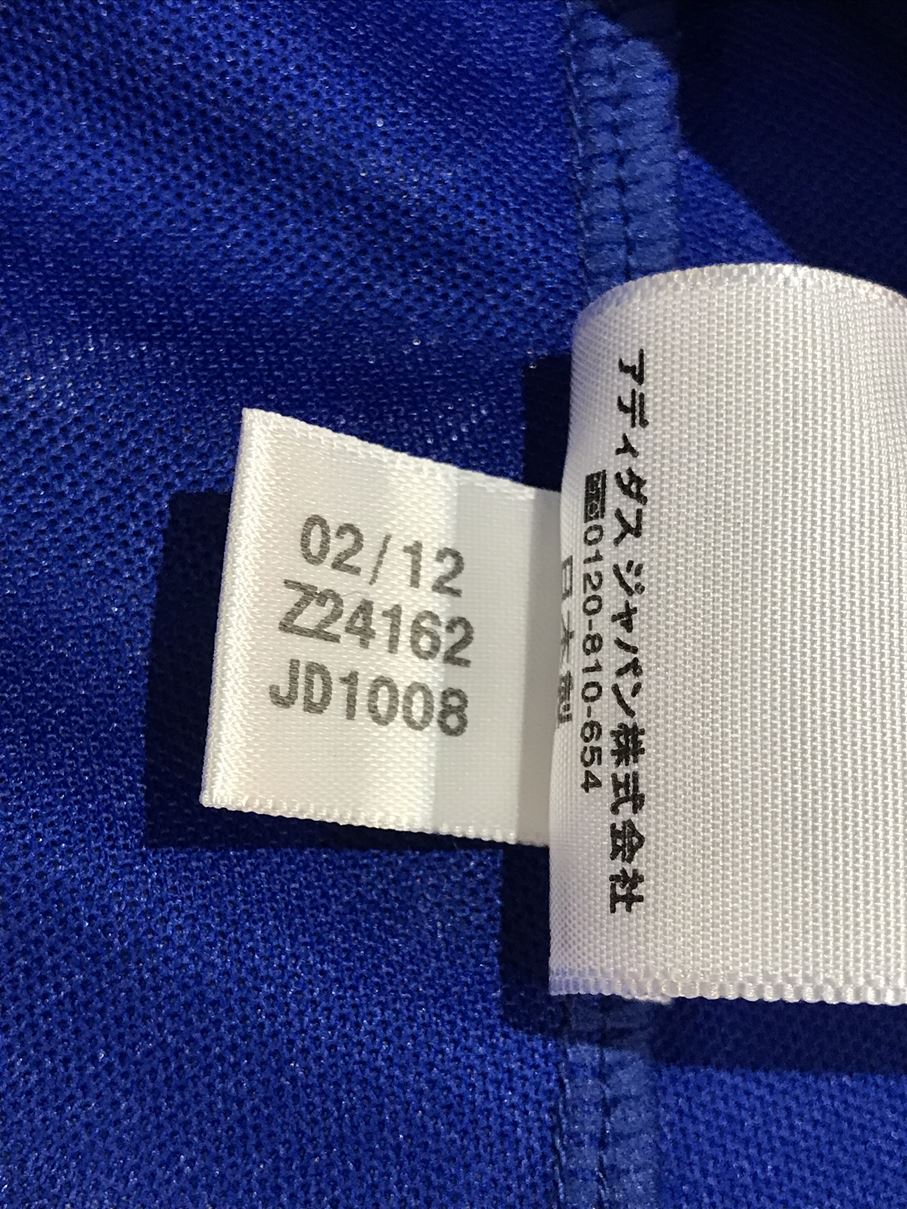 02/12
Z24162
JD1008
アディダス ジャパン株式会社
0120-810-654
日本製